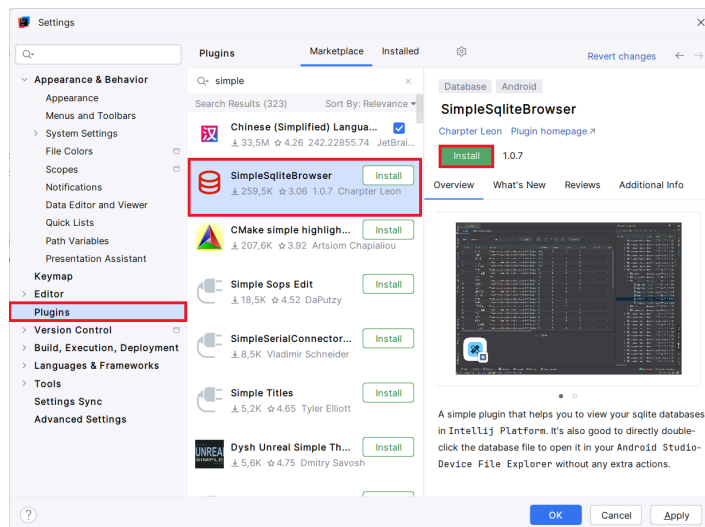 Settings
Appearance & Behavior
Appearance
Menus and Toolbars
System Settings
File Colors
Scopes
Notifications
Data Editor and Viewer
Quick Lists
Path Variables
Presentation Assistant
Keymap
Editor
Plugins
Version Control
Build, Execution, Deployment
Languages & Frameworks
Tools
Settings Sync
Advanced Settings
Plugins Marketplace Installed
Revert changes
simple
Search Results (323) Sort By: Relevance
汉
Chinese (Simplified) Langua...
33,5M 4.26 242.22855.74 JetBrai...
SimpleSqliteBrowser Install
259,5K 3.06 1.0.7 Charpter Leon
CMake simple highligh... Install
207,6K 3.92 Artsiom Chapialiou
Simple Sops Edit Install
18,5K 4.52 DaPutzy
SimpleSerialConnector... Install
8,5K Vladimir Schneider
Simple Titles Install
5,2K 4.65 Tyler Elliott
UNREAL
SIMPLE
Dysh Unreal Simple Th... Install
5,6K 4.75 Dmitry Savosh
Database Android
SimpleSqliteBrowser
Charpter Leon Plugin homepage
Install 1.0.7
Overview What's New Reviews Additional Info
A simple plugin that helps you to view your sqlite databases
in Intellij Platform. It's also good to directly double-
click the database file to open it in your Android Studio-
Device File Explorer without any extra actions.
? OK Cancel Apply